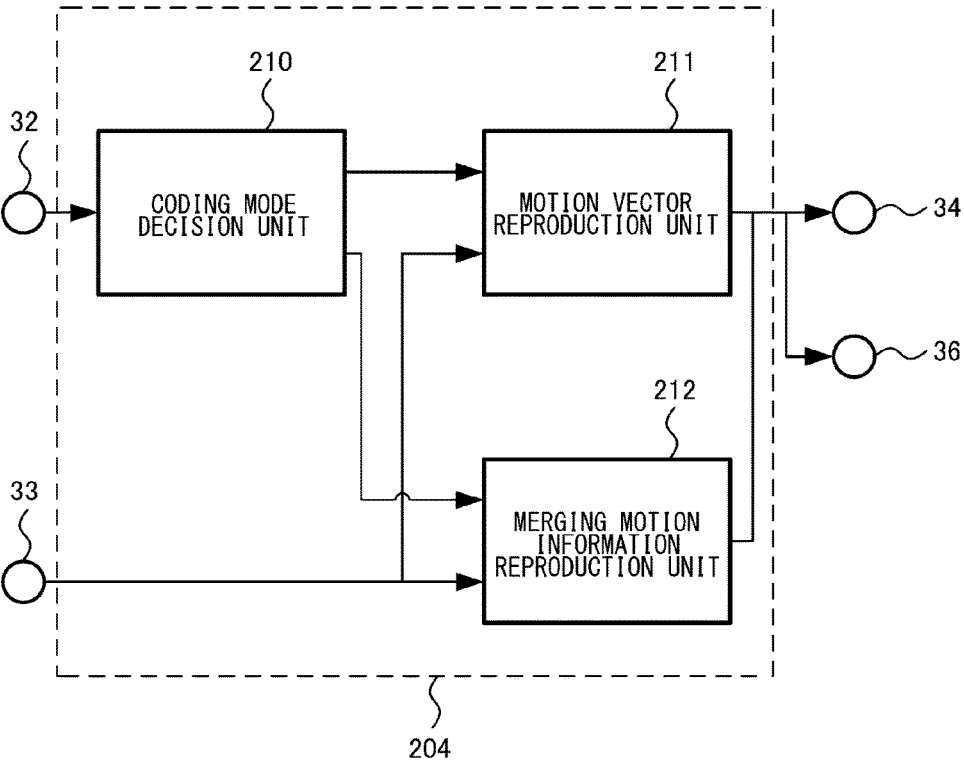 210
211
32
CODING MODE
DECISION UNIT
MOTION VECTOR
REPRODUCTION UNIT
34
36
212
33
MERGING MOTION
INFORMATION
REPRODUCTION UNIT
204